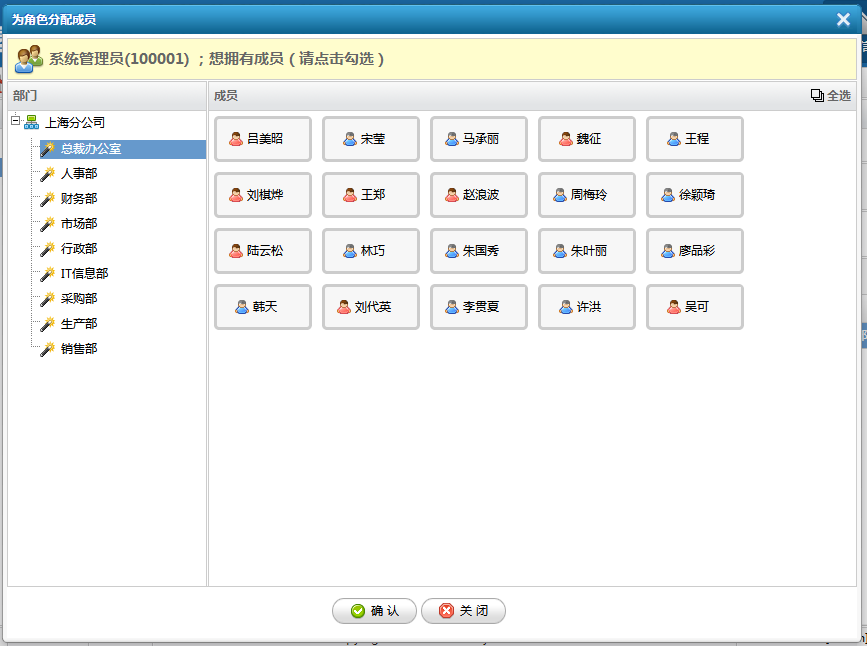 为角色分配成员
系统管理员(100001) ；想拥有成员 ( 请点击勾选 )
部门
成员
全选
上海分公司
总裁办公室
人事部
财务部
市场部
行政部
IT信息部
采购部
生产部
销售部
吕美昭 宋莹 马承丽 魏征 王程
刘棋烨 王郑 赵浪波 周梅玲 徐颖琦
陆云松 林巧 朱国秀 朱叶丽 廖品彩
韩天 刘代英 李贯夏 许洪 吴可
确 认
关 闭